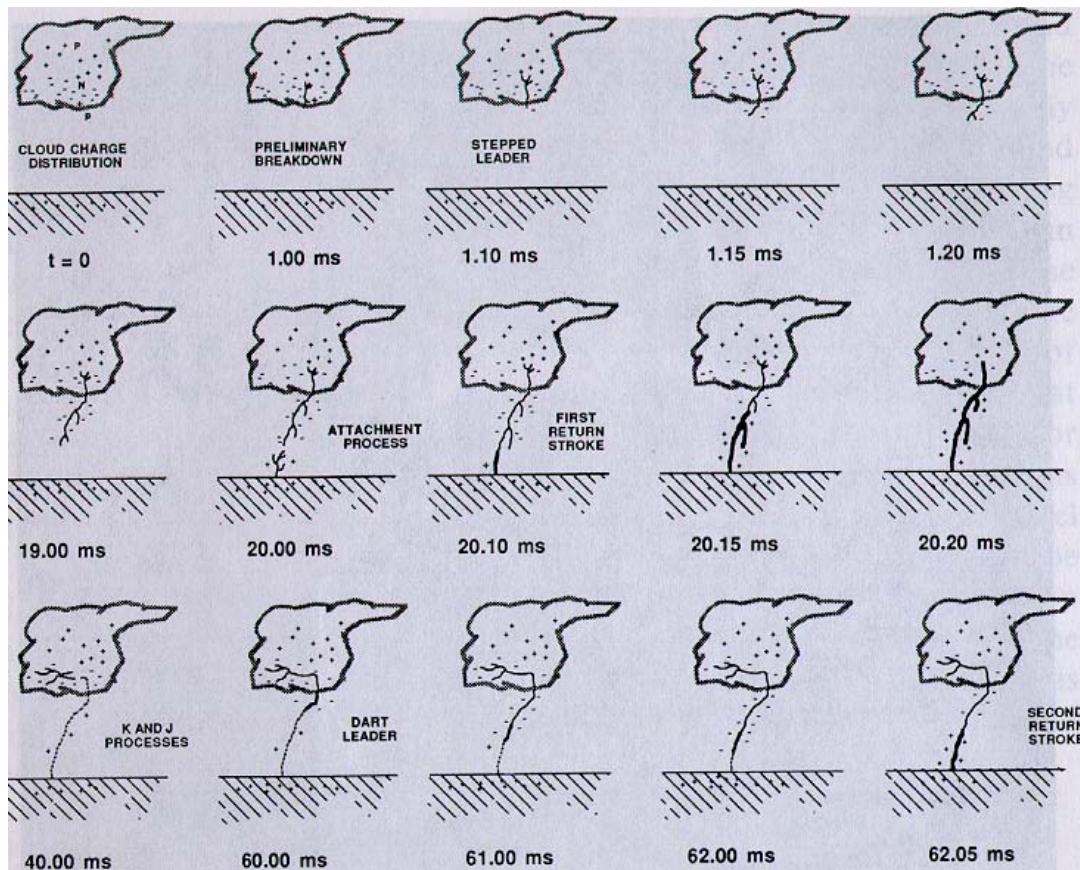 P
N
P
CLOUD CHARGE
DISTRIBUTION
PRELIMINARY
BREAKDOWN
STEPPED
LEADER
t = 0
1.00 ms
1.10 ms
1.15 ms
1.20 ms
ATTACHMENT
PROCESS
FIRST
RETURN
STROKE
19.00 ms
20.00 ms
20.10 ms
20.15 ms
20.20 ms
K AND J
PROCESSES
DART
LEADER
SECOND
RETURN
STROKE
40.00 ms
60.00 ms
61.00 ms
62.00 ms
62.05 ms